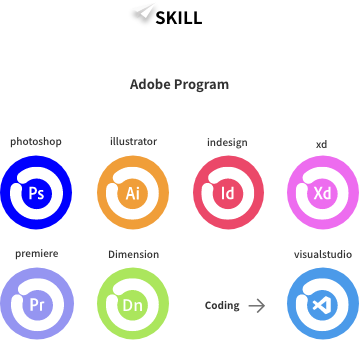 SKILL
Adobe Program
photoshop illustrator indesign xd
Ps Ai Id Xd
premiere Dimension visualstudio
Pr Dn Coding